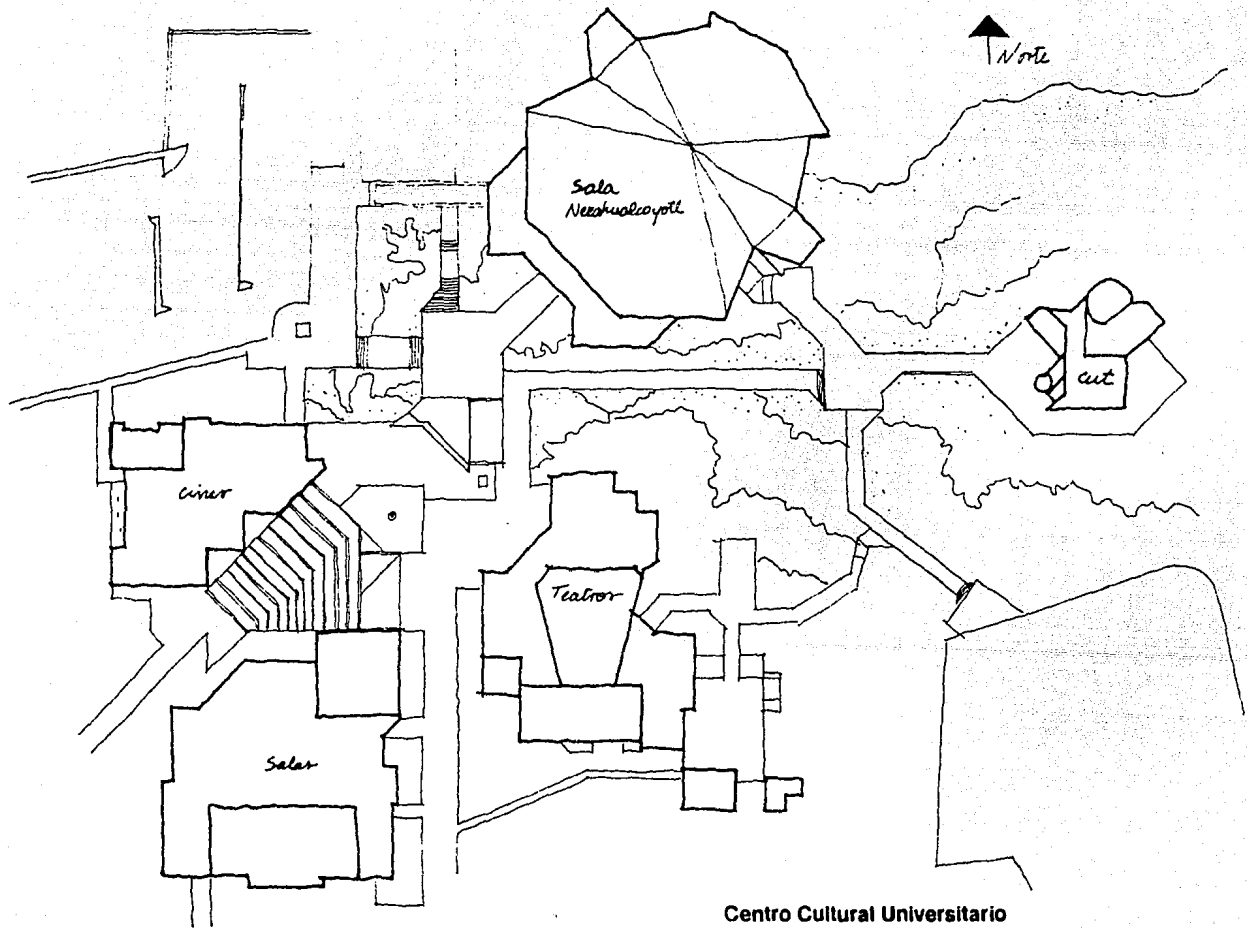 Norte
Sala
Nezahualcoyotl
cut
cines
Teatros
Salas
Centro Cultural Universitario